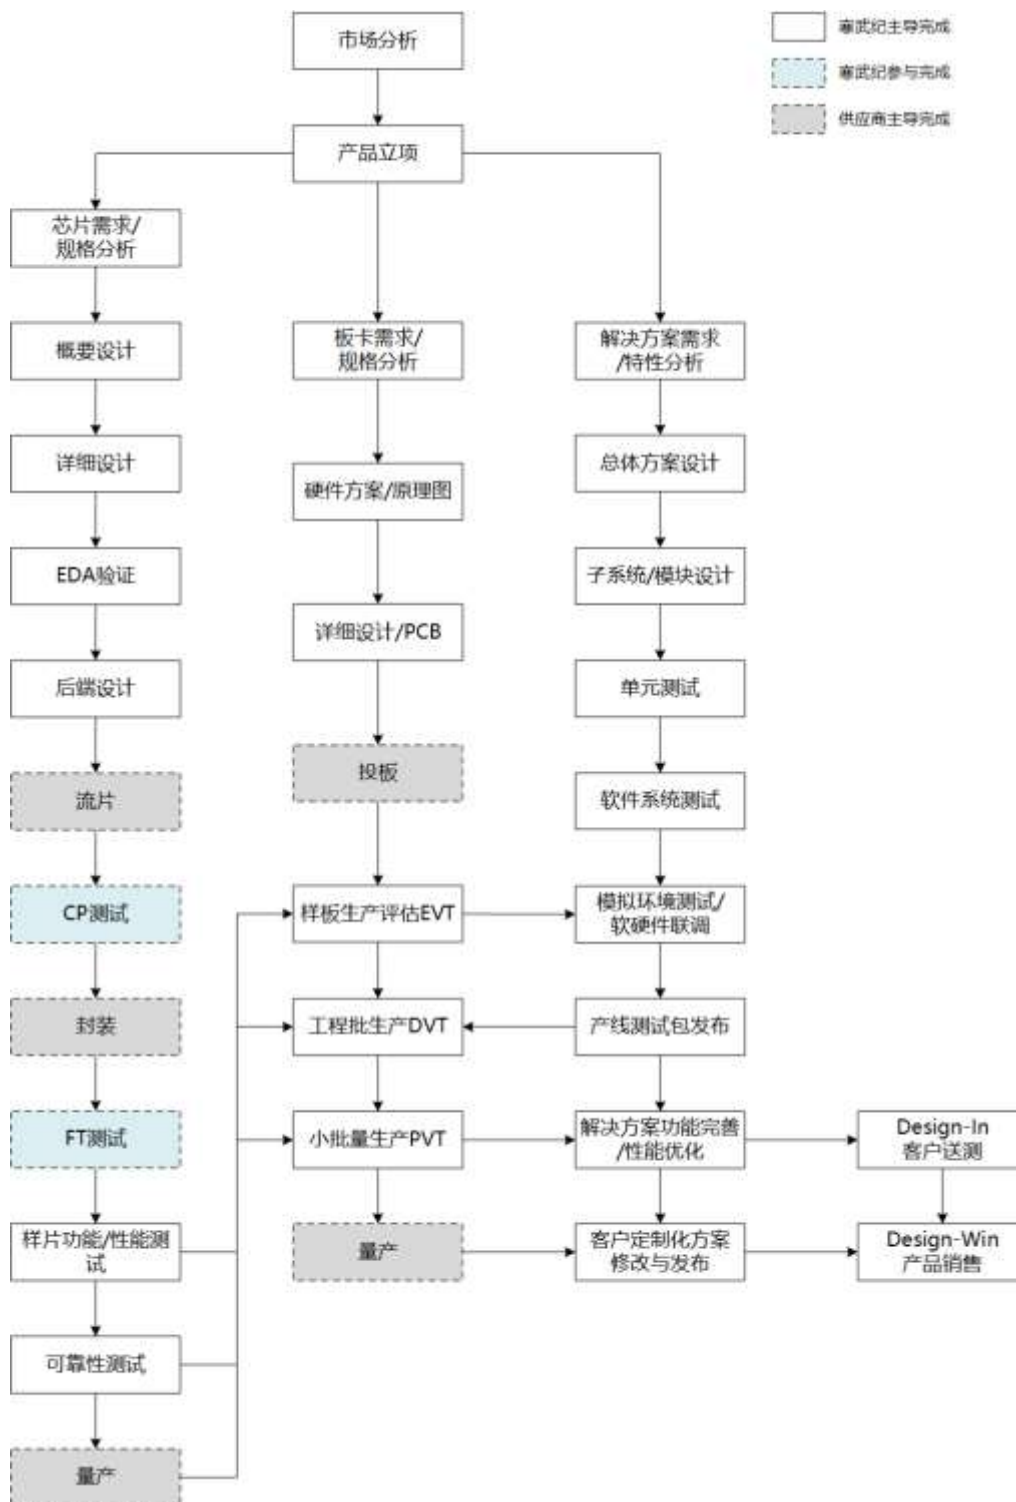 市场分析
寒武纪主导完成
寒武纪参与完成
供应商主导完成
产品立项
芯片需求/
规格分析
概要设计
详细设计
EDA验证
后端设计
流片
CP测试
封装
FT测试
样片功能/性能测
试
可靠性测试
量产
板卡需求/
规格分析
硬件方案/原理图
详细设计/PCB
投板
样板生产评估EVT
工程批生产DVT
小批量生产PVT
量产
解决方案需求
/特性分析
总体方案设计
子系统/模块设计
单元测试
软件系统测试
模拟环境测试/
软硬件联调
产线测试包发布
解决方案功能完善
/性能优化
客户定制化方案
修改与发布
Design-In
客户送测
Design-Win
产品销售